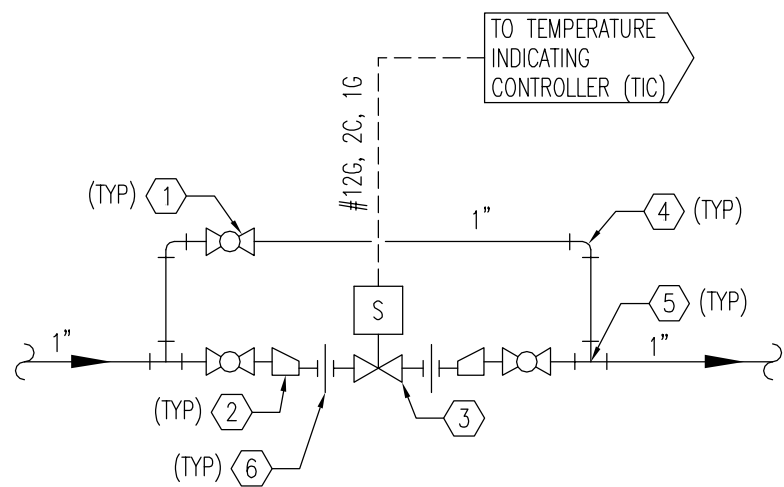 TO TEMPERATURE
INDICATING
CONTROLLER (TIC)
#12G, 2C, 1G
(TYP) 1
1"
4 (TYP)
S
5 (TYP)
1"
1"
(TYP) 2
3
(TYP) 6